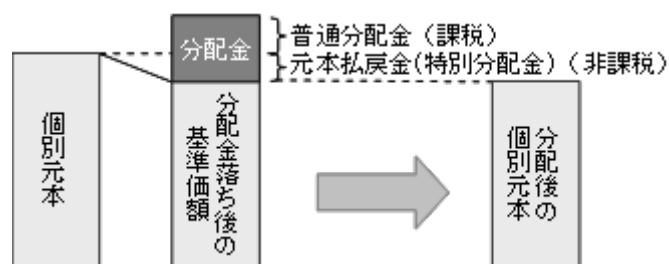 分配金
普通分配金（課税）
元本払戻金(特別分配金)（非課税）
個別元本
分配金落ち後の
基準価額
分配後の
個別元本